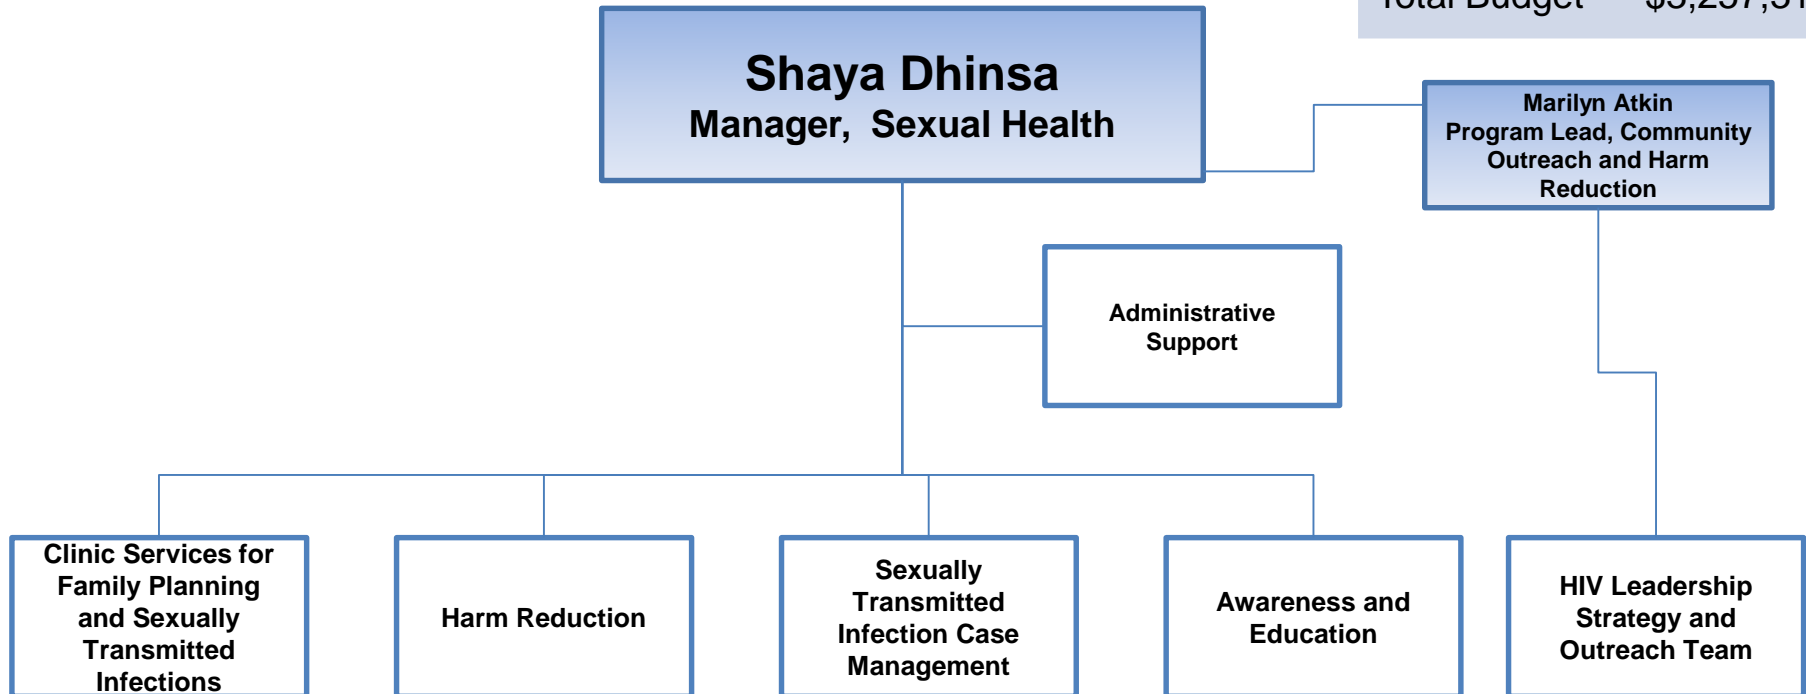 Total Budget
Shaya Dhinsa
Manager, Sexual Health
Marilyn Atkin
Program Lead, Community
Outreach and Harm
Reduction
Administrative
Support
Clinic Services for
Family Planning
and Sexually
Transmitted
Infections
Harm Reduction
Sexually
Transmitted
Infection Case
Management
Awareness and
Education
HIV Leadership
Strategy and
Outreach Team